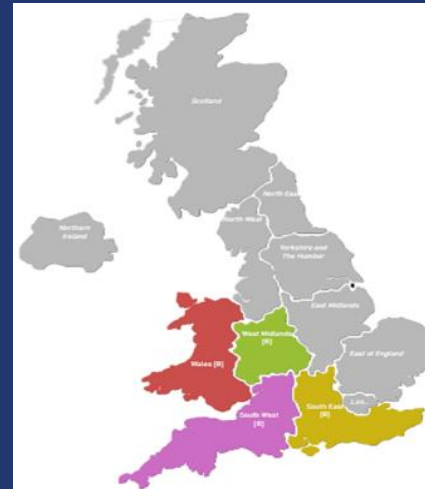 Scotland
North East
North West
Northern
Ireland
Yorkshire and
The Humber
East Midlands
West Midlands
[R]
East of England
Wales [R]
Lon...
South East
[R]
South West
[R]